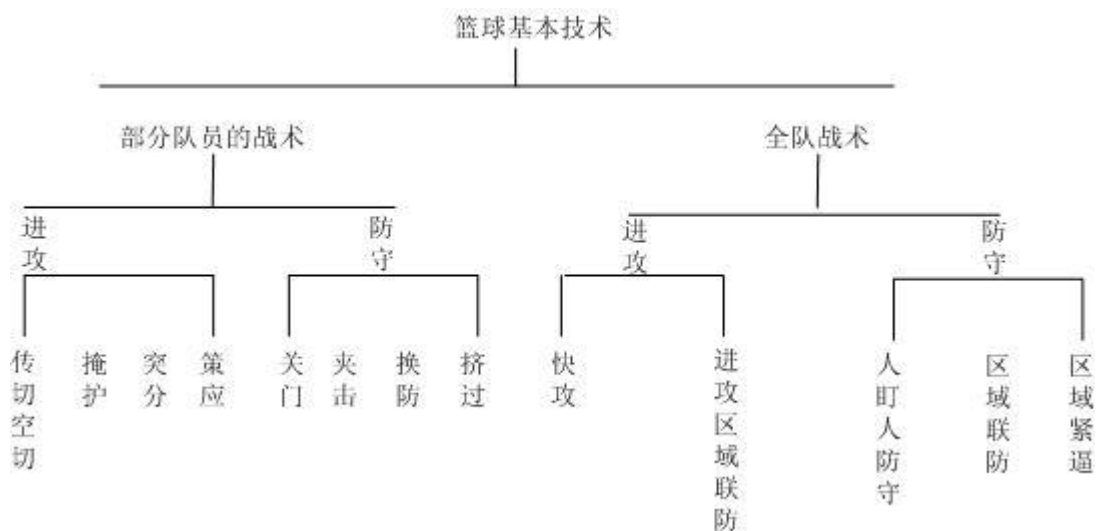 篮球基本技术
部分队员的战术
全队战术
进攻
防守
进攻
防守
传切空切
掩护
突分
策应
关门
夹击
换防
挤过
快攻
进攻区域联防
人盯人防守
区域联防
区域紧逼